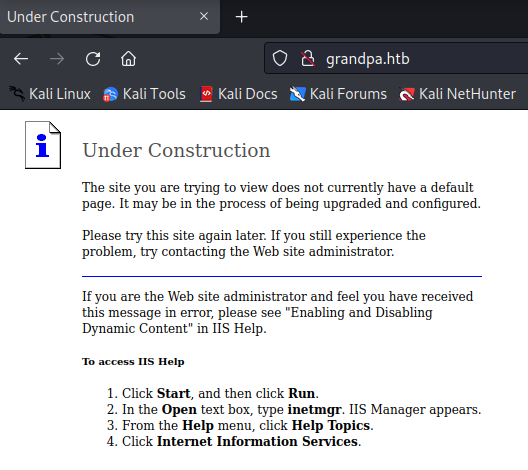 Under Construction
grandpa.htb
Kali Linux Kali Tools Kali Docs Kali Forums Kali NetHunter
Under Construction
The site you are trying to view does not currently have a default
page. It may be in the process of being upgraded and configured.
Please try this site again later. If you still experience the
problem, try contacting the Web site administrator.
If you are the Web site administrator and feel you have received
this message in error, please see "Enabling and Disabling
Dynamic Content" in IIS Help.
To access IIS Help
1. Click Start, and then click Run.
2. In the Open text box, type inetmgr. IIS Manager appears.
3. From the Help menu, click Help Topics.
4. Click Internet Information Services.